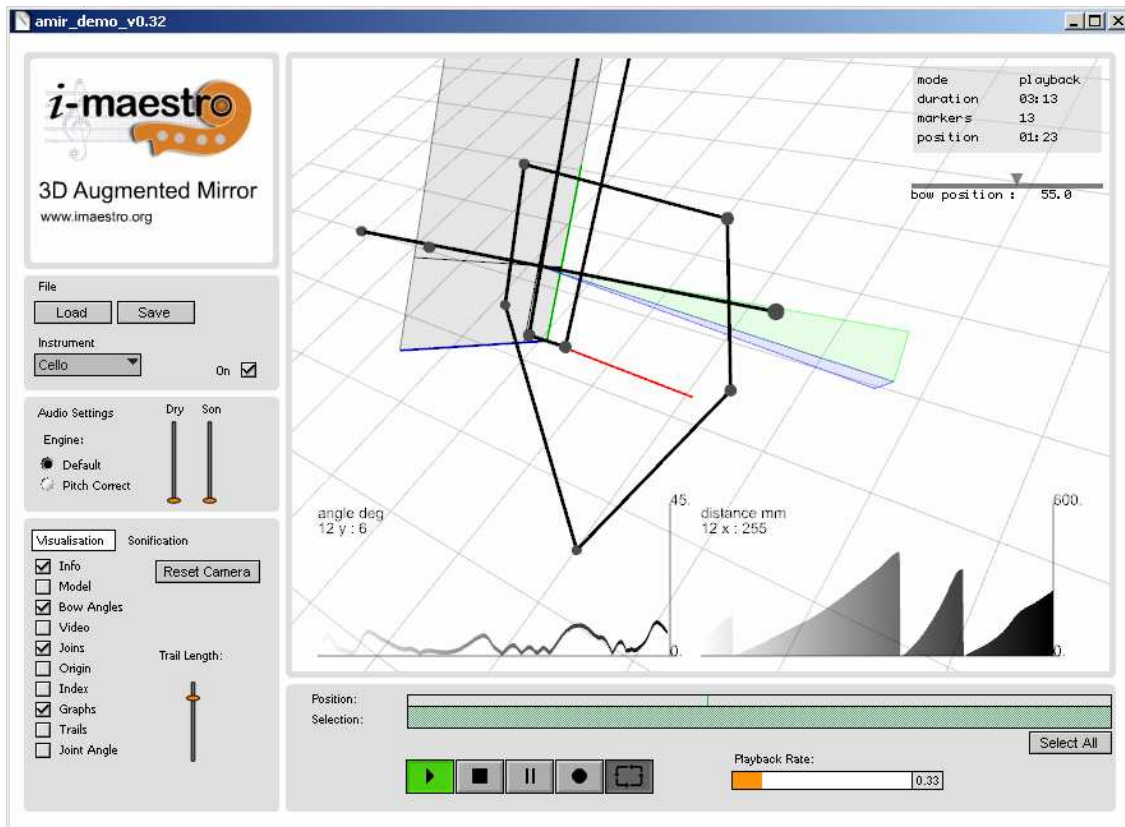 amir_demo_v0.32
i-maestro
3D Augmented Mirror
www.imaestro.org
File
Load Save
Instrument
Cello
On
Audio Settings
Dry Son
Engine:
Default
Pitch Correct
Visualisation Sonification
Info
Reset Camera
Model
Bow Angles
Video
Joins
Trail Length:
Origin
Index
Graphs
Trails
Joint Angle
mode playback
duration 03:13
markers 13
position 01:23
bow position : 55.0
angle deg
12 y : 6
45.
0.
distance mm
12 x : 255
600.
0.
Position:
Selection:
Select All
Playback Rate:
0.33